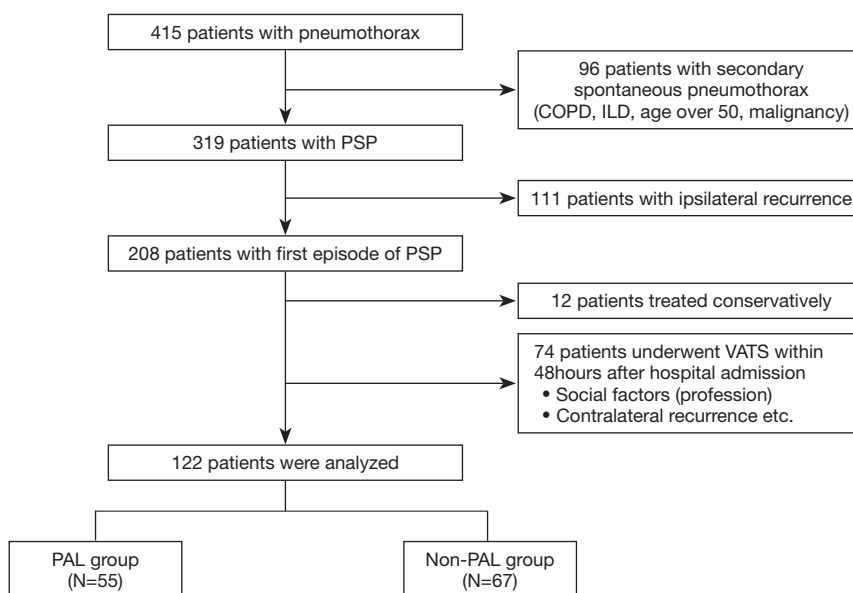 415 patients with pneumothorax
96 patients with secondary
spontaneous pneumothorax
(COPD, ILD, age over 50, malignancy)
319 patients with PSP
111 patients with ipsilateral recurrence
208 patients with first episode of PSP
12 patients treated conservatively
74 patients underwent VATS within
48hours after hospital admission
• Social factors (profession)
• Contralateral recurrence etc.
122 patients were analyzed
PAL group
(N=55)
Non-PAL group
(N=67)